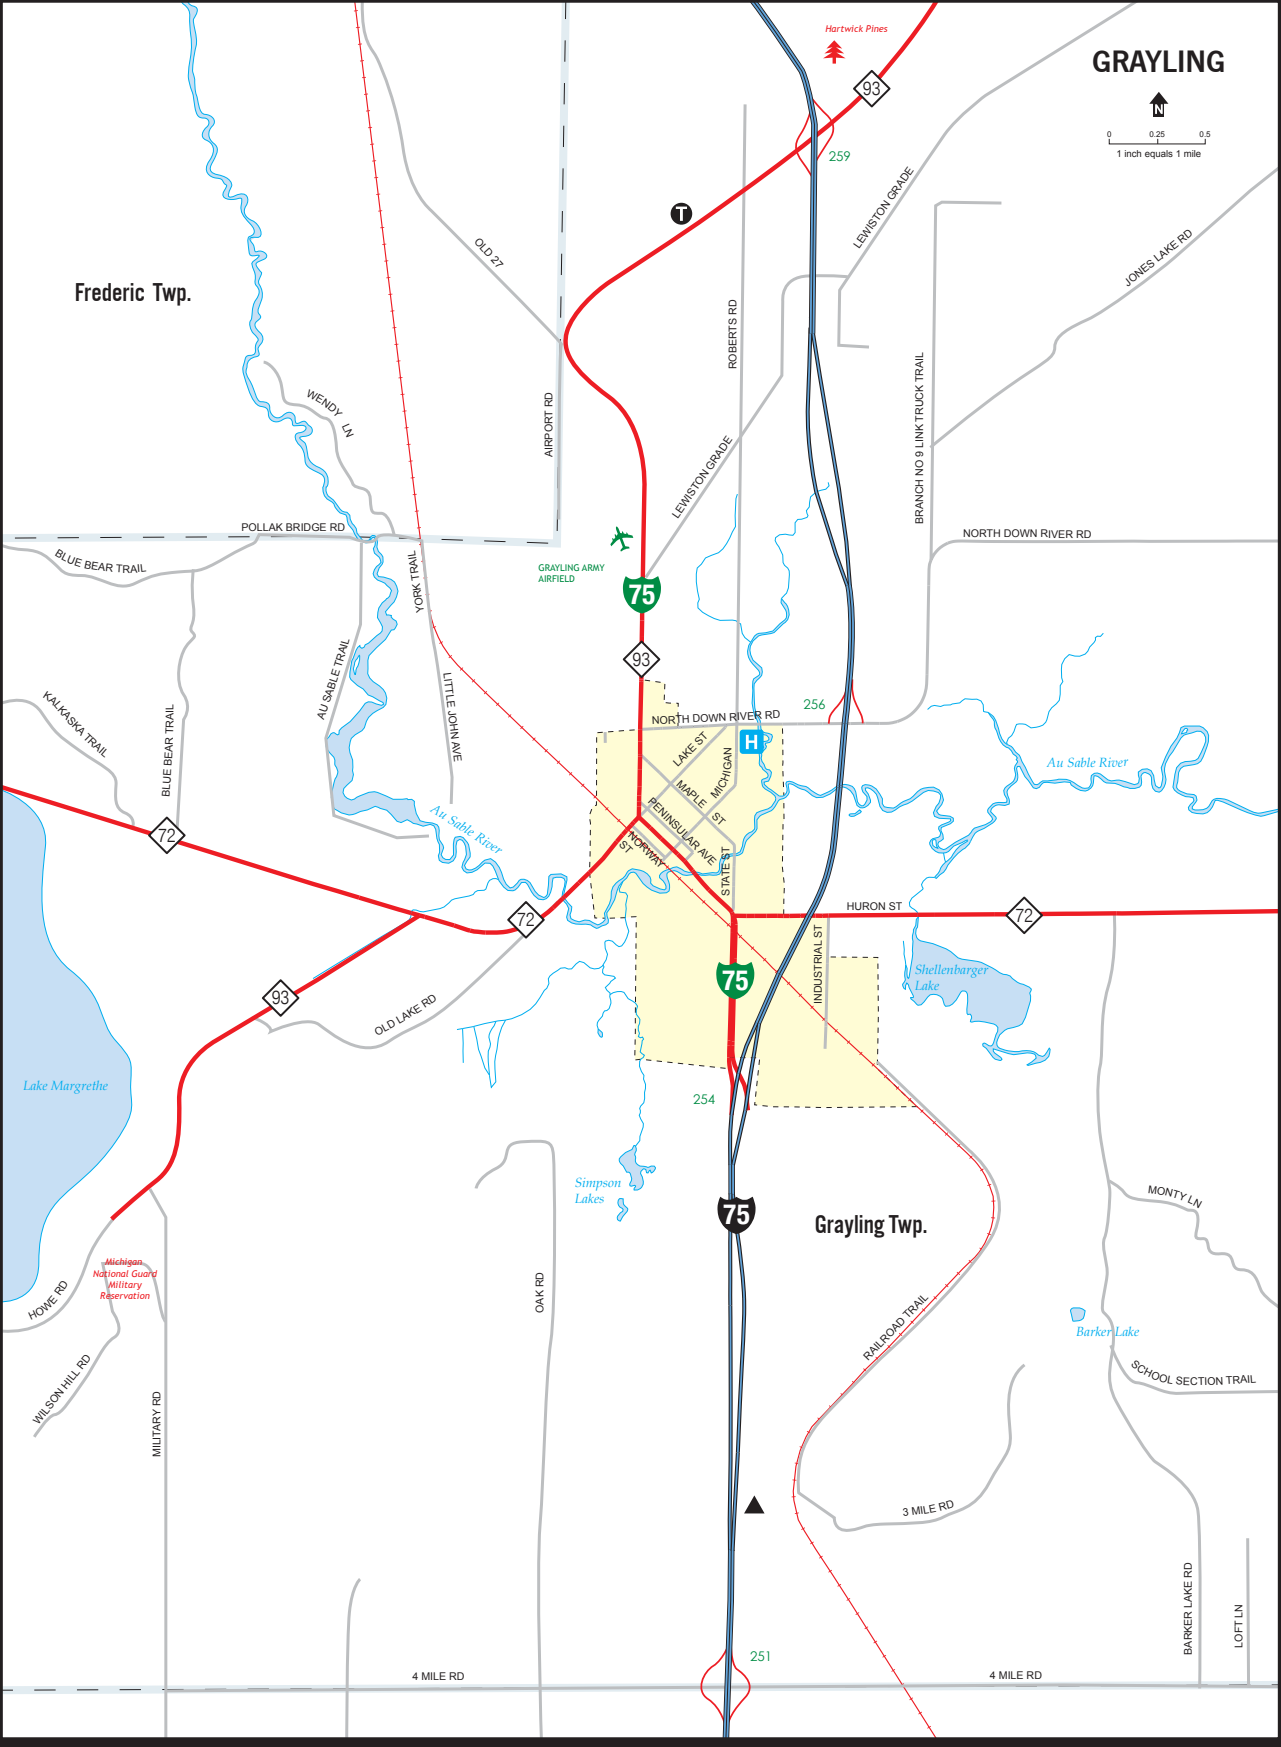 Hartwick Pines
GRAYLING
N
0 0.25 0.5
1 inch equals 1 mile
93
259
T
LEWISTON GRADE
OLD 27
JONES LAKE RD
Frederic Twp.
ROBERTS RD
AIRPORT RD
WENDY LN
BRANCH NO 9 LINK TRUCK TRAIL
LEWISTON GRADE
POLLAK BRIDGE RD
NORTH DOWN RIVER RD
BLUE BEAR TRAIL
YORK TRAIL
GRAYLING ARMY
AIRFIELD
75
93
AU SABLE TRAIL
LITTLE JOHN AVE
KALKASKA TRAIL
BLUE BEAR TRAIL
256
NORTH DOWN RIVER RD
H
LAKE ST
MICHIGAN
MAPLE ST
PENINSULAR AVE
NORWAY
ST
STATE ST
Au Sable River
Au Sable River
72
72
HURON ST
72
93
OLD LAKE RD
75
INDUSTRIAL ST
Shellenbarger
Lake
Lake Margrethe
254
Simpson
Lakes
75
Grayling Twp.
MONTY LN
Michigan
National Guard
Military
Reservation
HOWE RD
OAK RD
RAILROAD TRAIL
Barker Lake
WILSON HILL RD
SCHOOL SECTION TRAIL
MILITARY RD
3 MILE RD
BARKER LAKE RD
LOFT LN
251
4 MILE RD
4 MILE RD